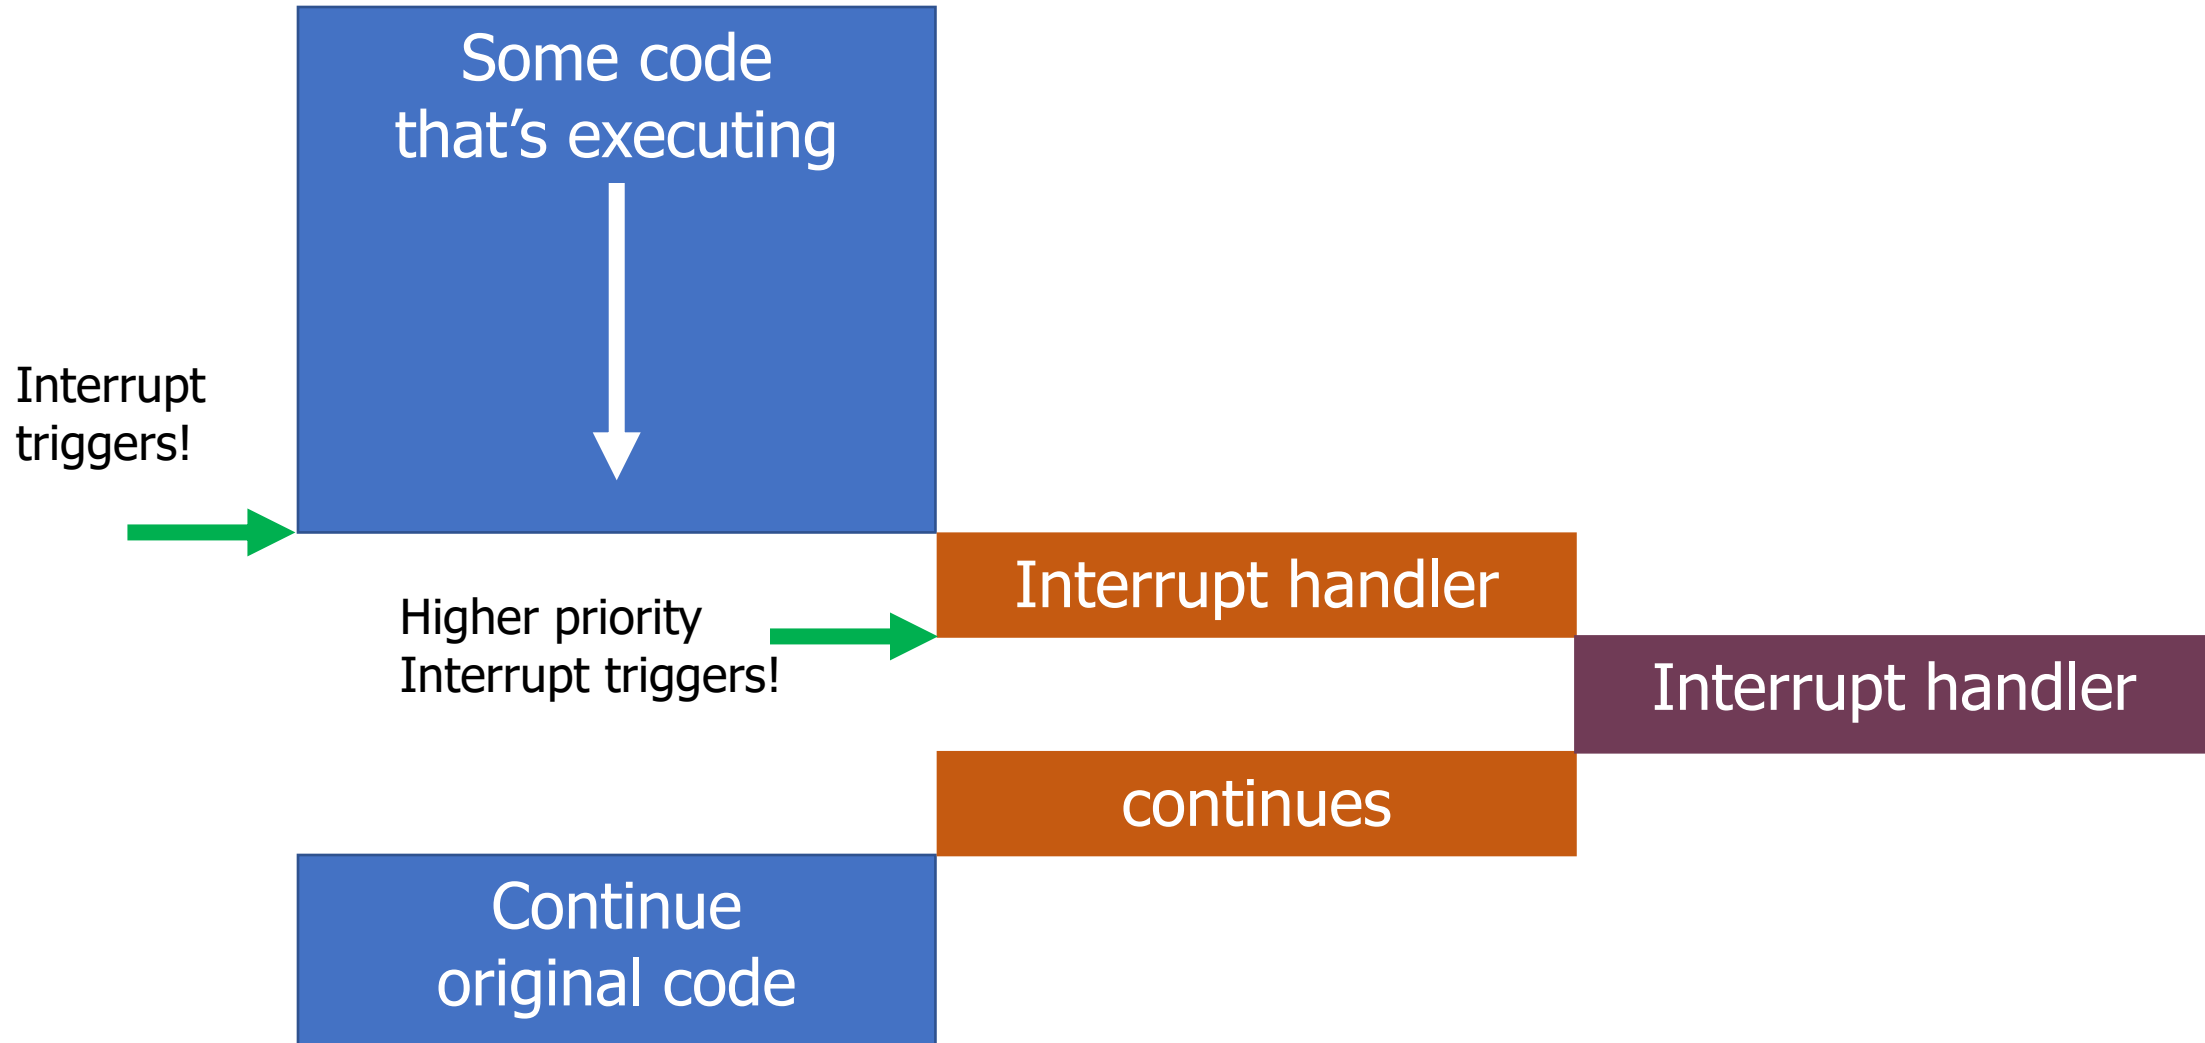 Some code
that’s executing
Interrupt
triggers!
Interrupt handler
Higher priority
Interrupt triggers!
Interrupt handler
continues
Continue
original code